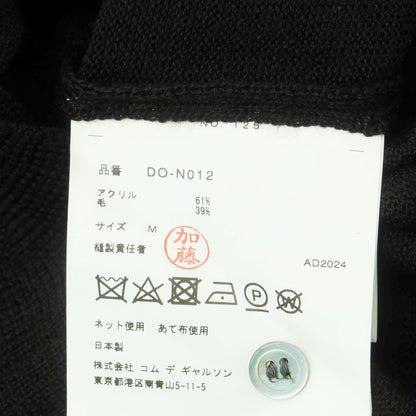 NO. 125
品番 DO-N012
アクリル 61%
毛 39%
サイズ M
縫製責任者 加藤
AD2024
P W
ネット使用 あて布使用
日本製
株式会社 コム デ ギャルソン
東京都港区南青山5-11-5